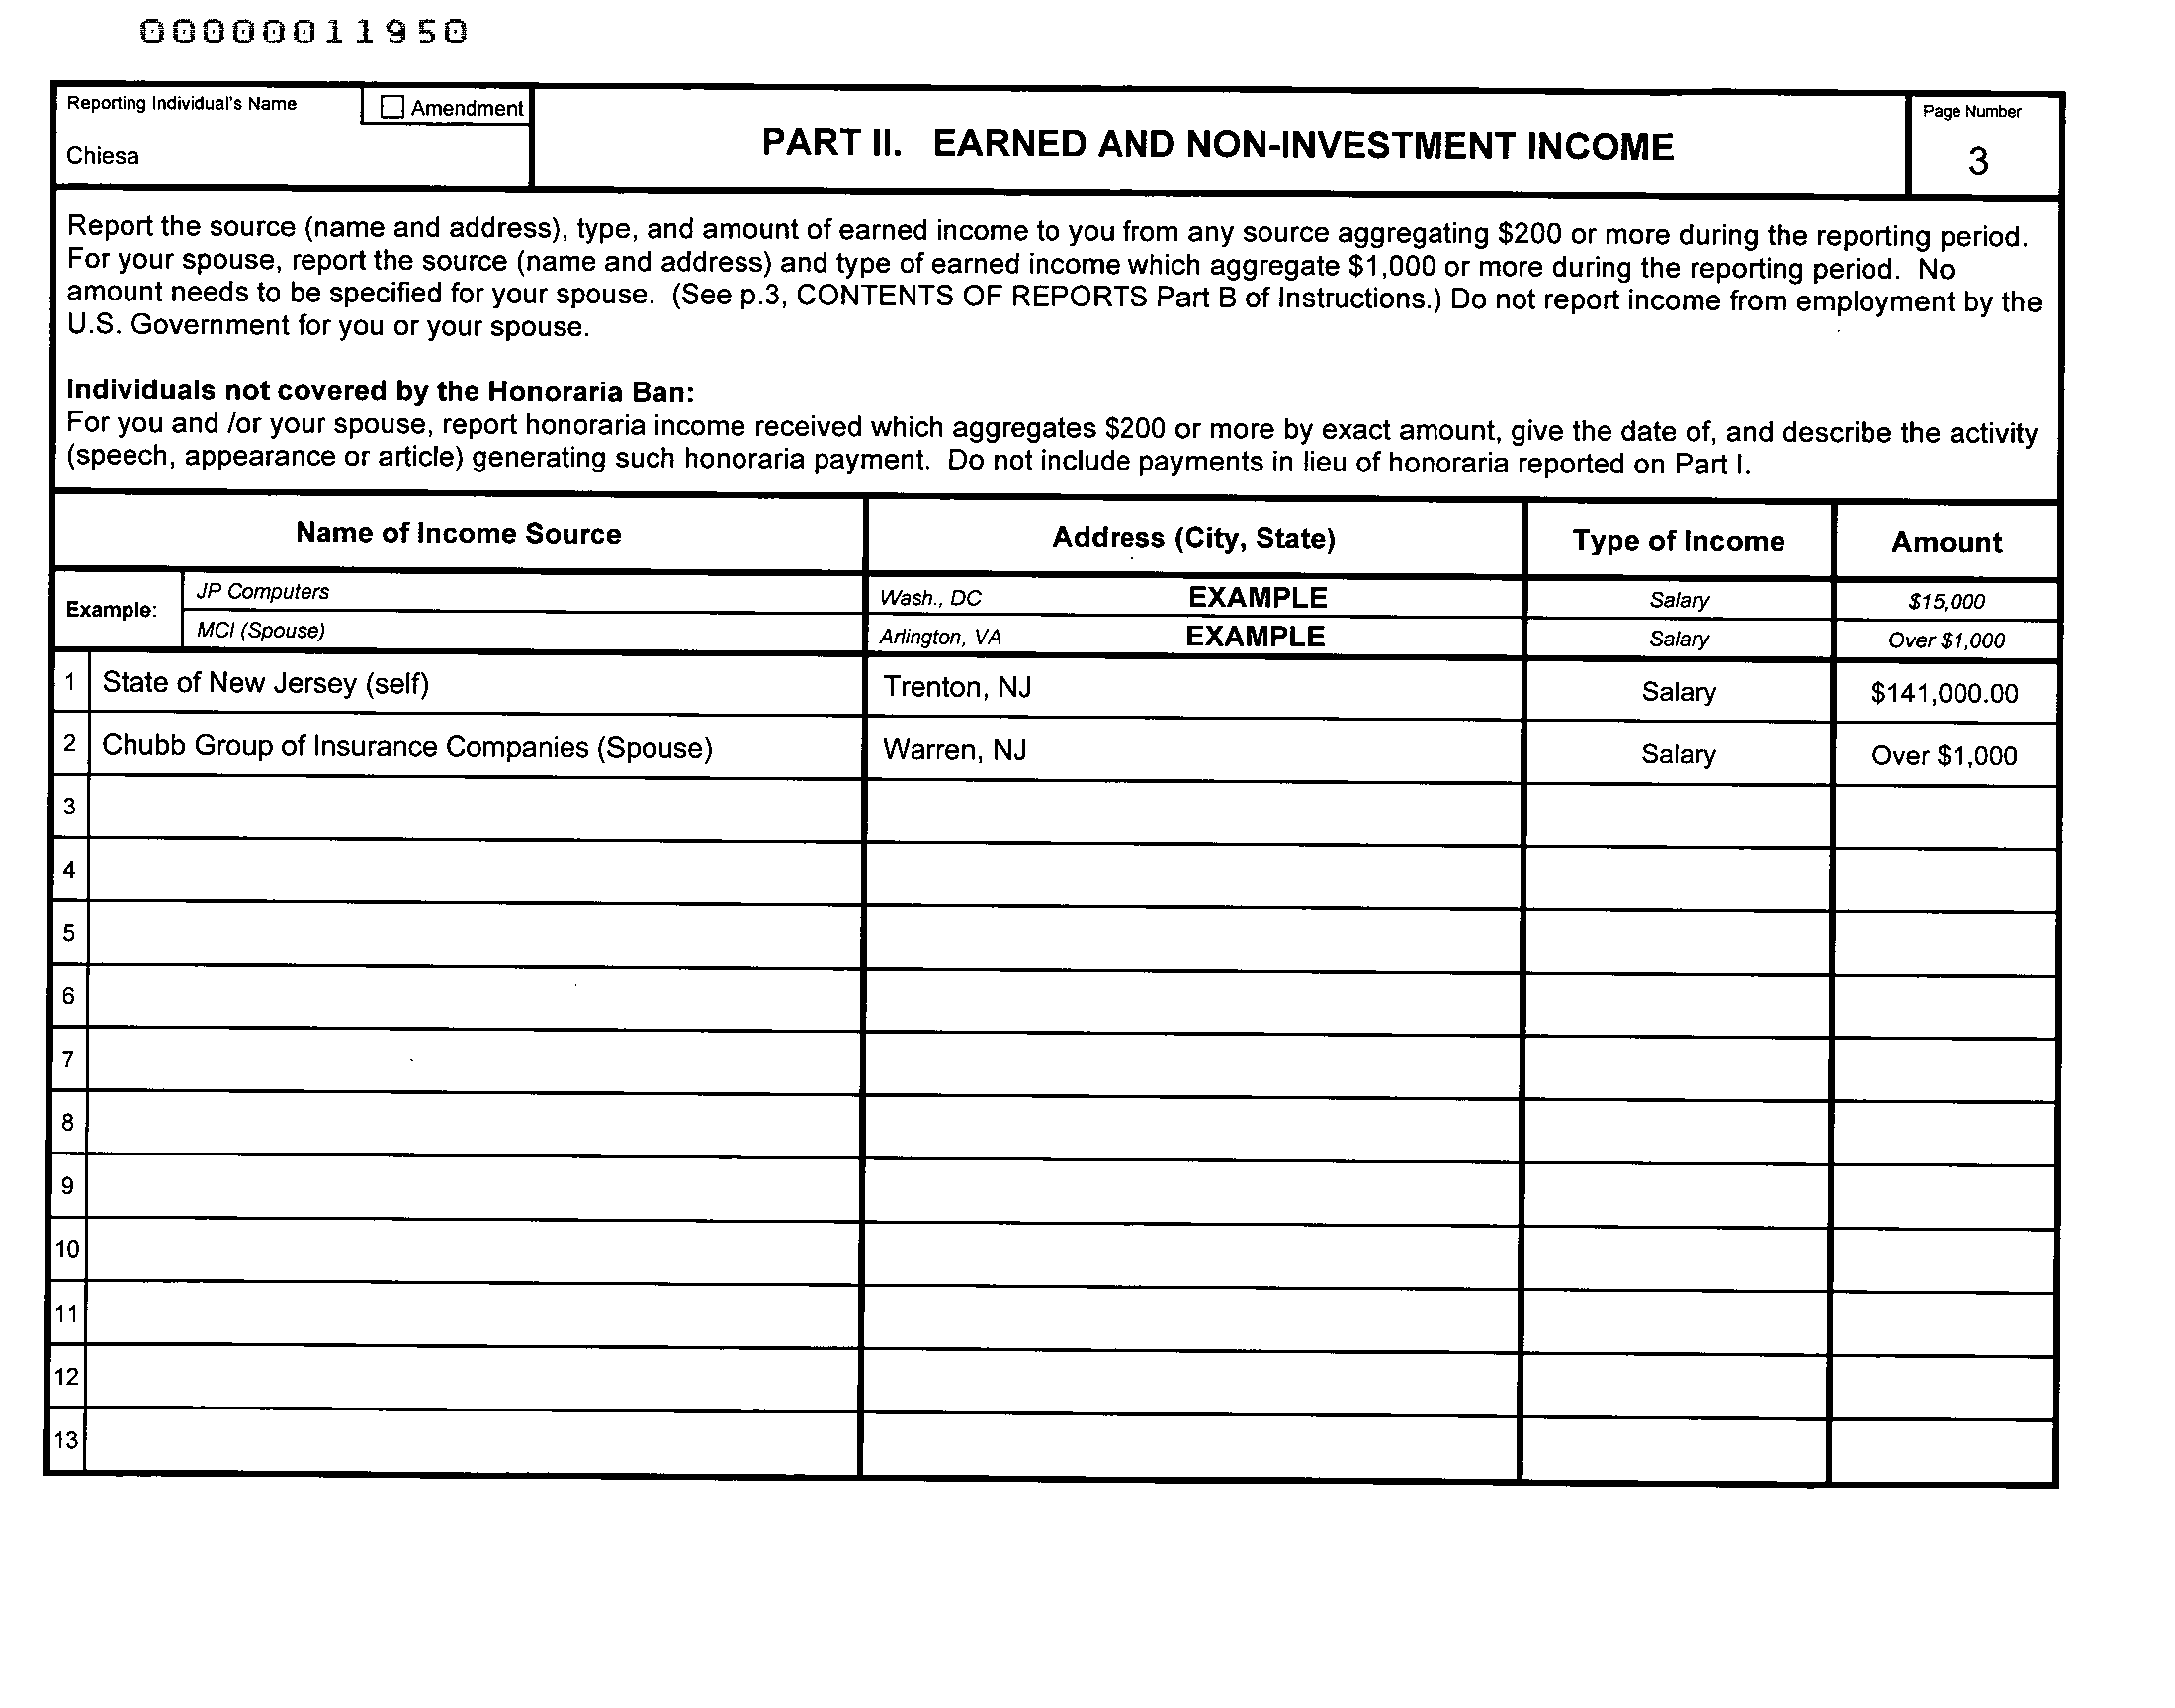 00000011950
Reporting Individual's Name
☐ Amendment
Chiesa
PART II. EARNED AND NON-INVESTMENT INCOME
Page Number
3
Report the source (name and address), type, and amount of earned income to you from any source aggregating $200 or more during the reporting period.
For your spouse, report the source (name and address) and type of earned income which aggregate $1,000 or more during the reporting period. No
amount needs to be specified for your spouse. (See p.3, CONTENTS OF REPORTS Part B of Instructions.) Do not report income from employment by the
U.S. Government for you or your spouse.
Individuals not covered by the Honoraria Ban:
For you and /or your spouse, report honoraria income received which aggregates $200 or more by exact amount, give the date of, and describe the activity
(speech, appearance or article) generating such honoraria payment. Do not include payments in lieu of honoraria reported on Part I.
Name of Income Source Address (City, State) Type of Income Amount
Example:
JP Computers Wash., DC EXAMPLE Salary $15,000
MCI (Spouse) Arlington, VA EXAMPLE Salary Over $1,000
1 State of New Jersey (self) Trenton, NJ Salary $141,000.00
2 Chubb Group of Insurance Companies (Spouse) Warren, NJ Salary Over $1,000
3
4
5
6
7
8
9
10
11
12
13